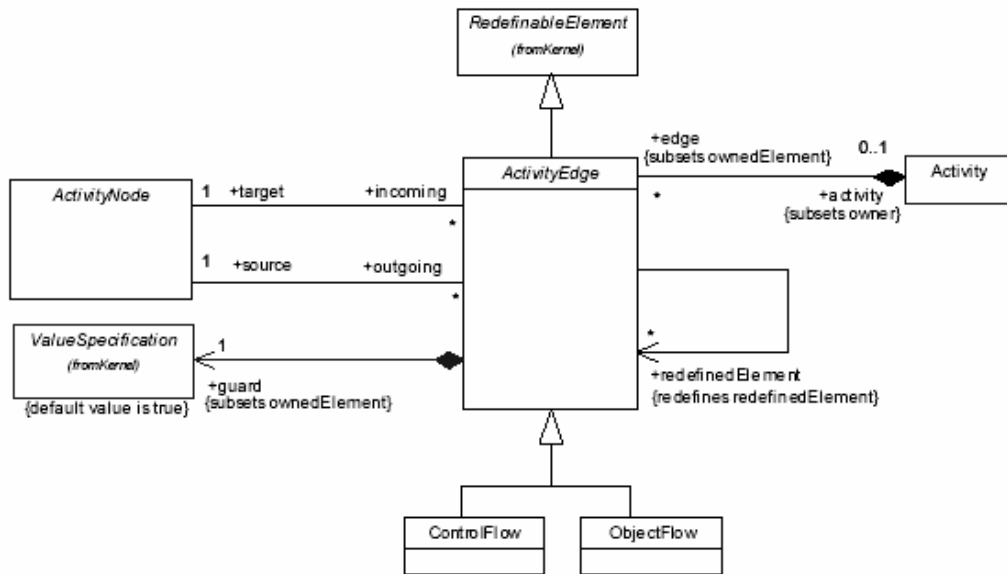 RedefinableElement
(fromKernel)
+edge
{subsets ownedElement}
0..1
ActivityEdge
Activity
ActivityNode
1
+target
+incoming
*
*
+activity
{subsets owner}
1
+source
+outgoing
*
ValueSpecification
(fromKernel)
1
*
+guard
{subsets ownedElement}
+redefinedElement
{redefines redefinedElement}
{default value is true}
ControlFlow
ObjectFlow